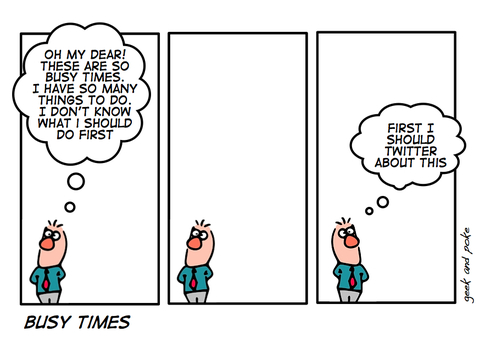 OH MY DEAR!
THESE ARE SO
BUSY TIMES.
I HAVE SO MANY
THINGS TO DO.
I DON'T KNOW
WHAT I SHOULD
DO FIRST
FIRST I
SHOULD
TWITTER
ABOUT THIS
geek and poke
BUSY TIMES